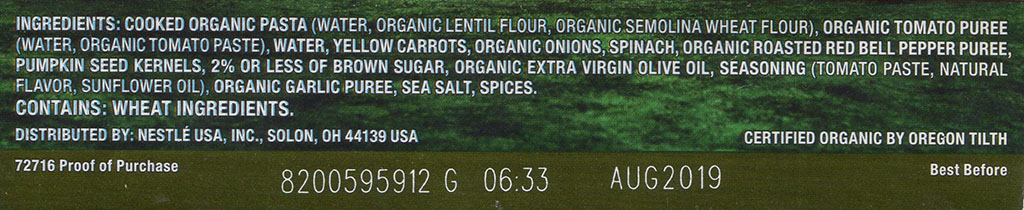 INGREDIENTS: COOKED ORGANIC PASTA (WATER, ORGANIC LENTIL FLOUR, ORGANIC SEMOLINA WHEAT FLOUR), ORGANIC TOMATO PUREE
(WATER, ORGANIC TOMATO PASTE), WATER, YELLOW CARROTS, ORGANIC ONIONS, SPINACH, ORGANIC ROASTED RED BELL PEPPER PUREE,
PUMPKIN SEED KERNELS, 2% OR LESS OF BROWN SUGAR, ORGANIC EXTRA VIRGIN OLIVE OIL, SEASONING (TOMATO PASTE, NATURAL
FLAVOR, SUNFLOWER OIL), ORGANIC GARLIC PUREE, SEA SALT, SPICES.
CONTAINS: WHEAT INGREDIENTS.
DISTRIBUTED BY: NESTLÉ USA, INC., SOLON, OH 44139 USA CERTIFIED ORGANIC BY OREGON TILTH
72716 Proof of Purchase Best Before
8200595912 G 06:33 AUG2019